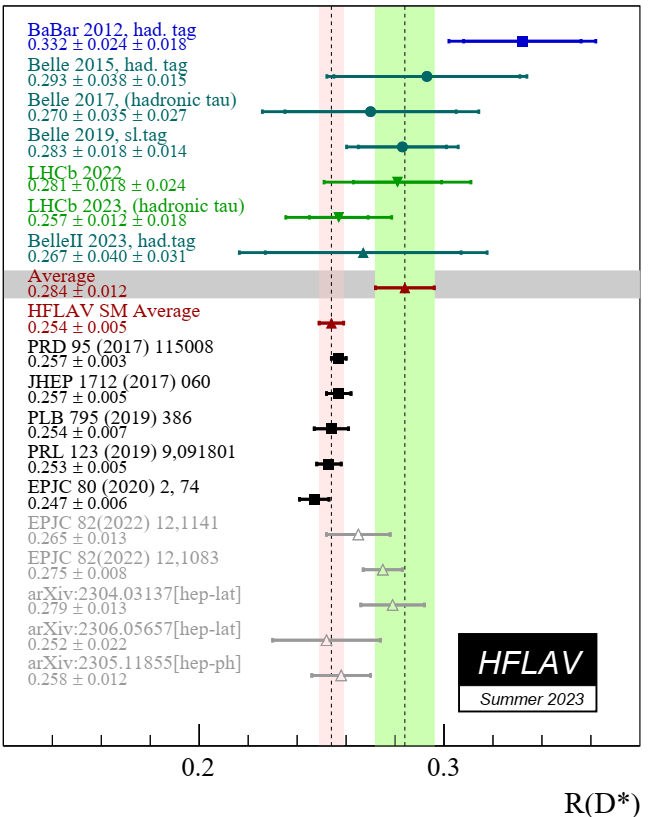 BaBar 2012, had. tag
0.332 ± 0.024 ± 0.018
Belle 2015, had. tag
0.293 ± 0.038 ± 0.015
Belle 2017, (hadronic tau)
0.270 ± 0.035 ± 0.027
Belle 2019, sl.tag
0.283 ± 0.018 ± 0.014
LHCb 2022
0.281 ± 0.018 ± 0.024
LHCb 2023, (hadronic tau)
0.257 ± 0.012 ± 0.018
BelleII 2023, had.tag
0.267 ± 0.040 ± 0.031
Average
0.284 ± 0.012
HFLAV SM Average
0.254 ± 0.005
PRD 95 (2017) 115008
0.257 ± 0.003
JHEP 1712 (2017) 060
0.257 ± 0.005
PLB 795 (2019) 386
0.254 ± 0.007
PRL 123 (2019) 9,091801
0.253 ± 0.005
EPJC 80 (2020) 2, 74
0.247 ± 0.006
EPJC 82(2022) 12,1141
0.265 ± 0.013
EPJC 82(2022) 12,1083
0.275 ± 0.008
arXiv:2304.03137[hep-lat]
0.279 ± 0.013
arXiv:2306.05657[hep-lat]
0.252 ± 0.022
arXiv:2305.11855[hep-ph]
0.258 ± 0.012
HFLAV
Summer 2023
0.2 0.3
R(D*)